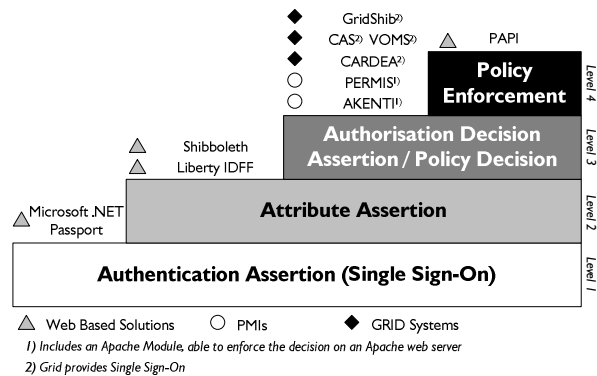 GridShib2)
CAS2) VOMS2)
PAPI
CARDEA2)
PERMIS1)
AKENTI1)
Policy
Enforcement
Level 4
Shibboleth
Liberty IDFF
Authorisation Decision
Assertion / Policy Decision
Level 3
Microsoft .NET
Passport
Attribute Assertion
Level 2
Authentication Assertion (Single Sign-On)
Level 1
Web Based Solutions
PMIs
GRID Systems
1) Includes an Apache Module, able to enforce the decision on an Apache web server
2) Grid provides Single Sign-On